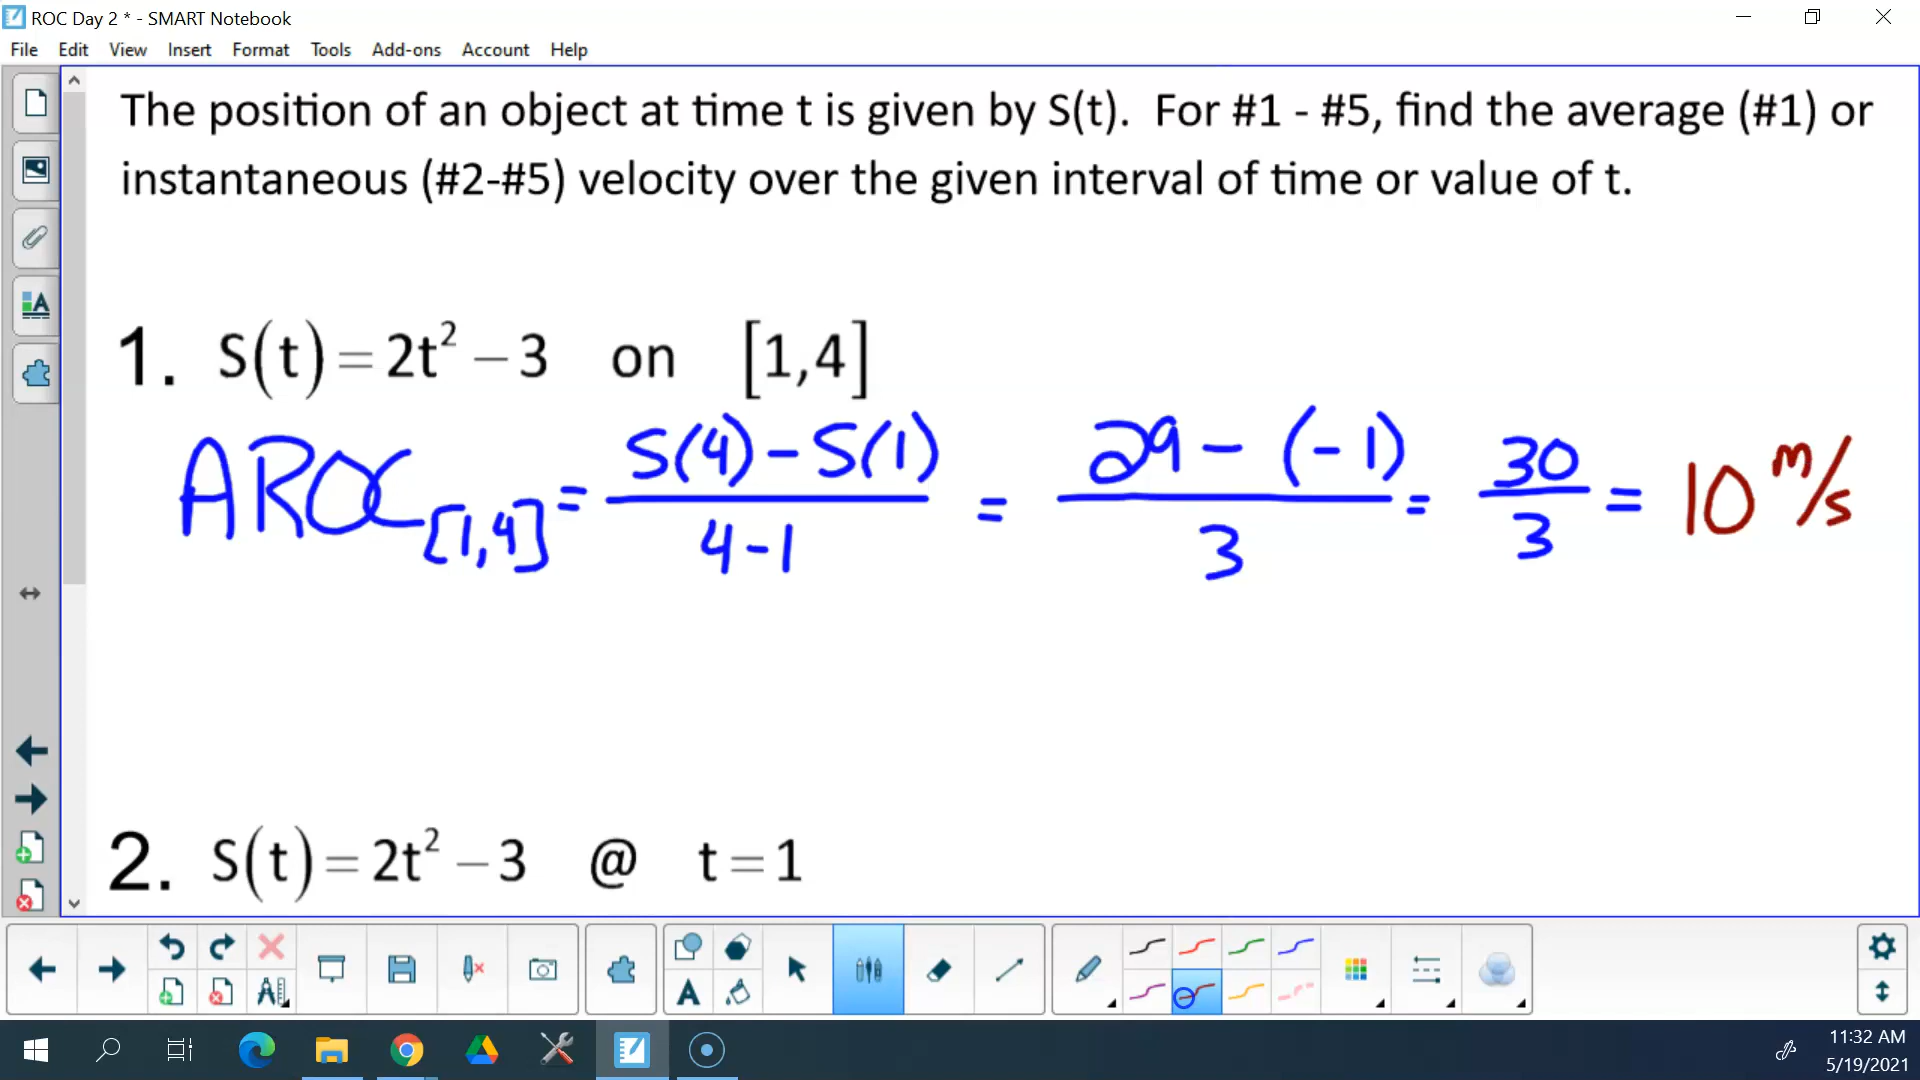 ROC Day 2 * - SMART Notebook
File Edit View Insert Format Tools Add-ons Account Help
The position of an object at time t is given by S(t). For #1 - #5, find the average (#1) or
instantaneous (#2-#5) velocity over the given interval of time or value of t.
1. S(t) = 2t² − 3 on [1,4]
AROC[1,4] = S(4) - S(1) / 4 - 1 = 29 - (-1) / 3 = 30 / 3 = 10 m/s
2. S(t) = 2t² − 3 @ t = 1
11:32 AM
5/19/2021